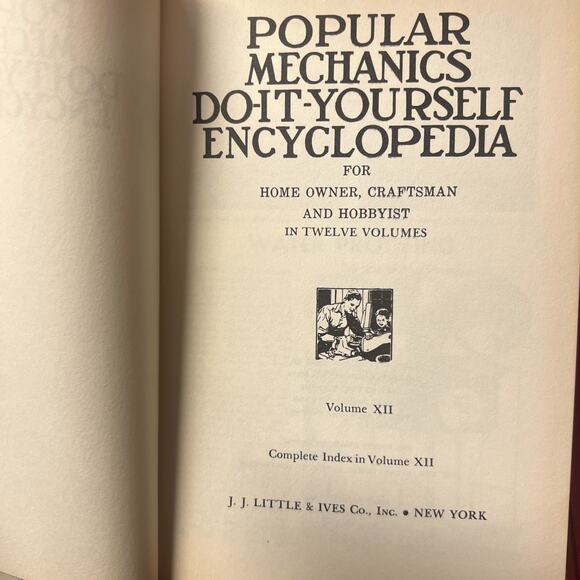 POPULAR
MECHANICS
DO-IT-YOURSELF
ENCYCLOPEDIA
FOR
HOME OWNER, CRAFTSMAN
AND HOBBYIST
IN TWELVE VOLUMES
Volume XII
Complete Index in Volume XII
J. J. LITTLE & IVES Co., INC. • NEW YORK